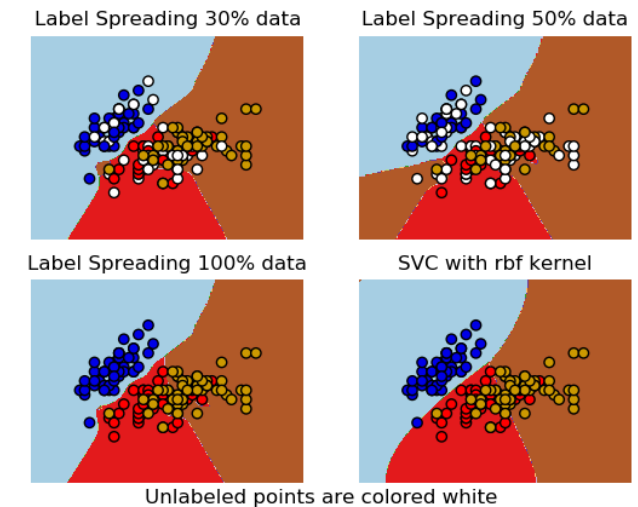 Label Spreading 30% data
Label Spreading 50% data
Label Spreading 100% data
SVC with rbf kernel
Unlabeled points are colored white